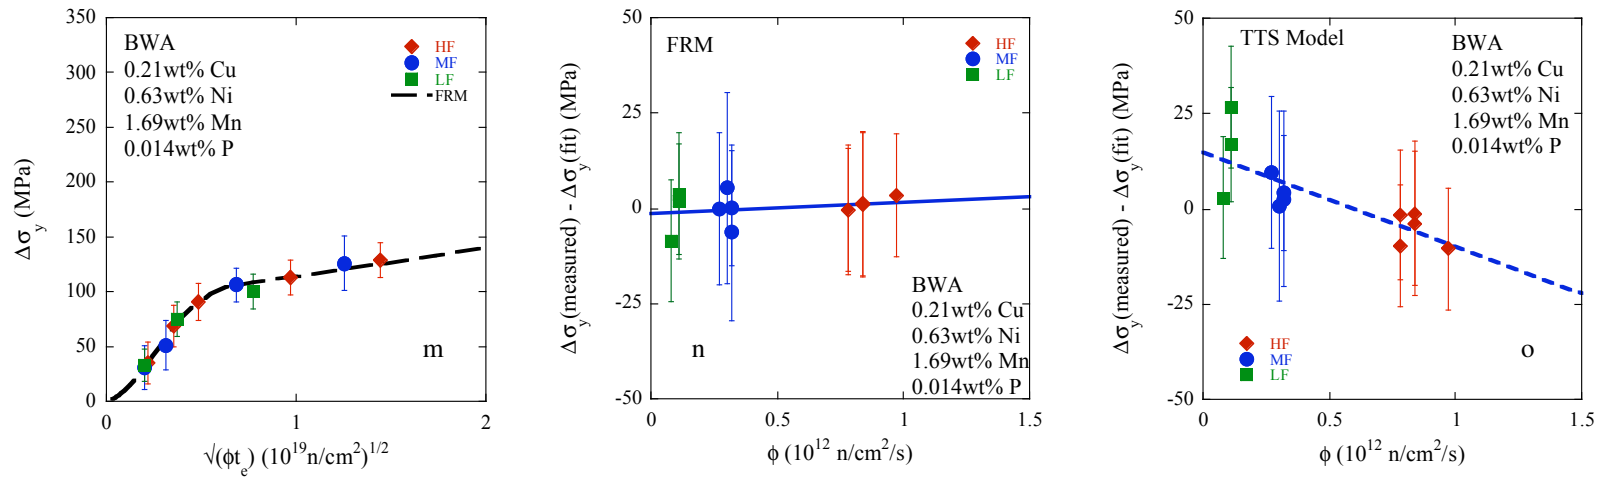 350
300
250
200
150
100
50
0
Δσy (MPa)
BWA
0.21wt% Cu
0.63wt% Ni
1.69wt% Mn
0.014wt% P
HF
MF
LF
FRM
m
0 1 2
√(ϕte) (10^19n/cm^2)^1/2
50
25
0
-25
-50
Δσy(measured) - Δσy(fit) (MPa)
FRM
HF
MF
LF
BWA
0.21wt% Cu
0.63wt% Ni
1.69wt% Mn
0.014wt% P
n
0 0.5 1 1.5
ϕ (10^12 n/cm^2/s)
50
25
0
-25
-50
Δσy(measured) - Δσy(fit) (MPa)
TTS Model
BWA
0.21wt% Cu
0.63wt% Ni
1.69wt% Mn
0.014wt% P
HF
MF
LF
o
0 0.5 1 1.5
ϕ (10^12 n/cm^2/s)